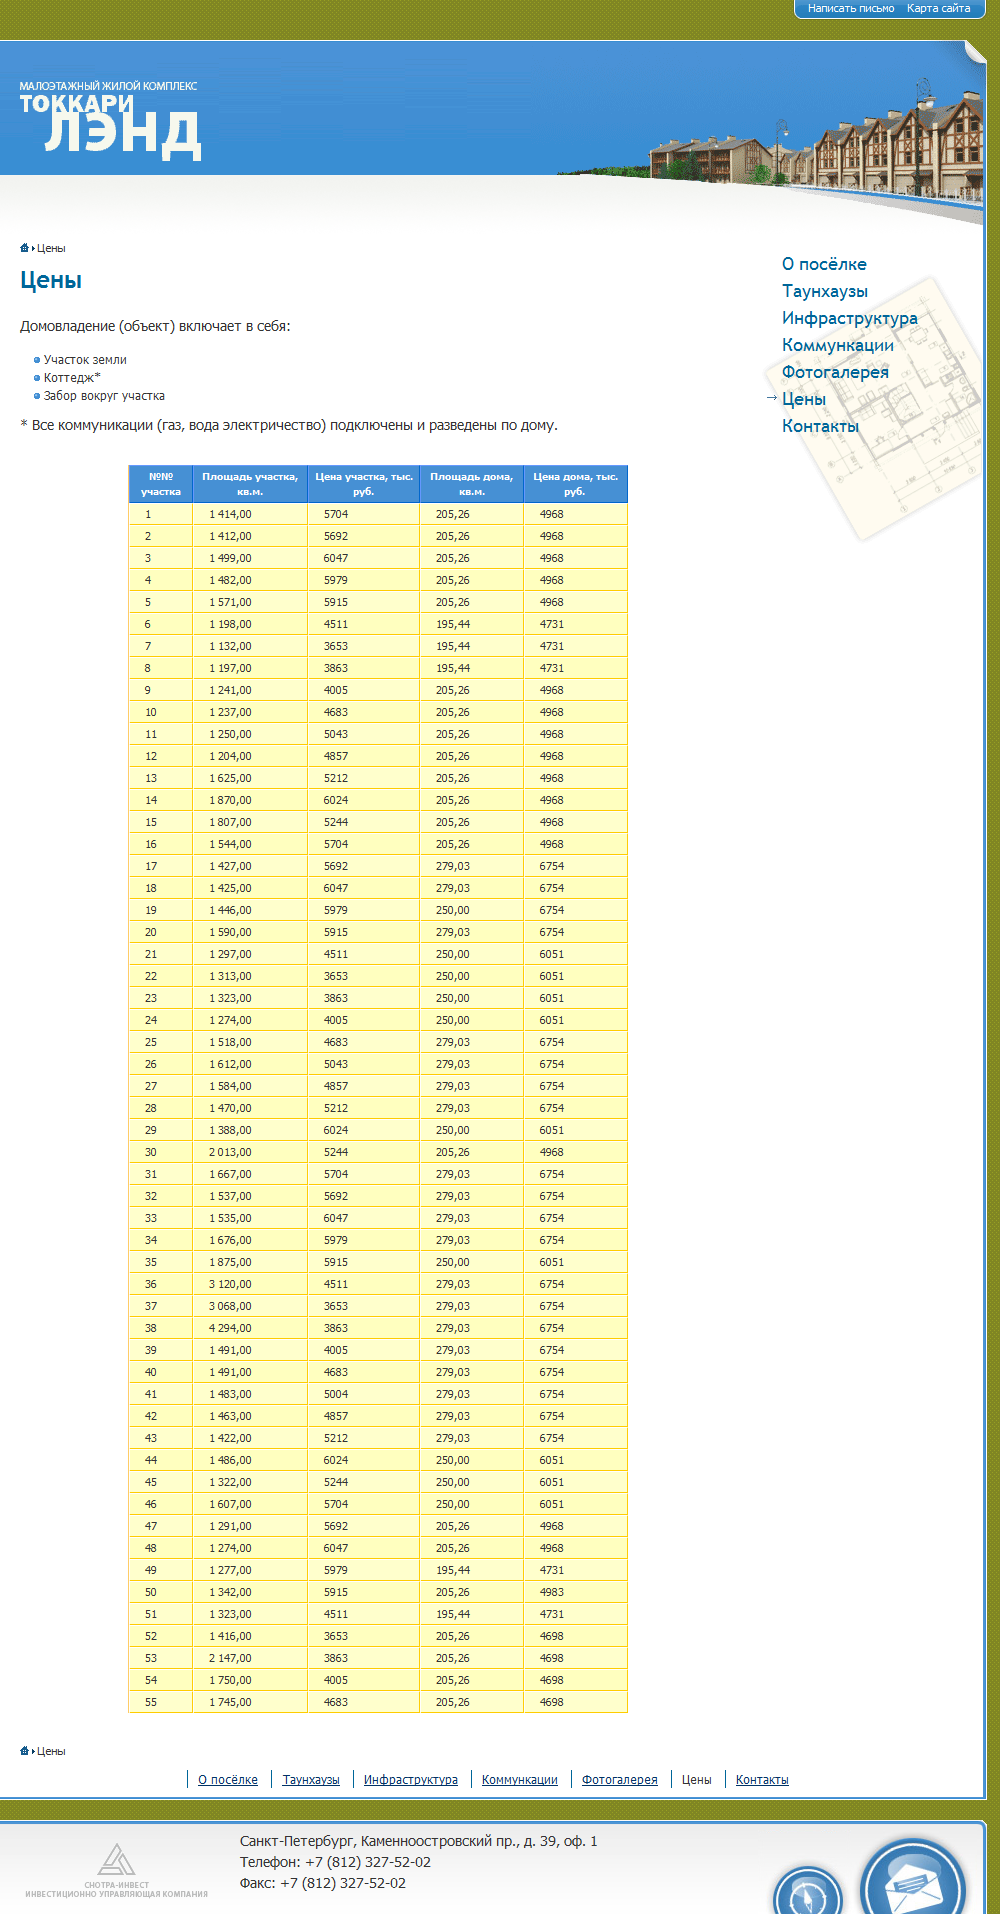 Написать письмо Карта сайта
МАЛОЭТАЖНЫЙ ЖИЛОЙ КОМПЛЕКС
ТОККАРИ
ЛЭНД
Цены
Цены
О посёлке
Таунхаузы
Инфраструктура
Коммункации
Фотогалерея
Цены
Контакты
Домовладение (объект) включает в себя:
Участок земли
Коттедж*
Забор вокруг участка
* Все коммуникации (газ, вода электричество) подключены и разведены по дому.
№№ участка Площадь участка, кв.м. Цена участка, тыс. руб. Площадь дома, кв.м. Цена дома, тыс. руб.
1 1 414,00 5704 205,26 4968
2 1 412,00 5692 205,26 4968
3 1 499,00 6047 205,26 4968
4 1 482,00 5979 205,26 4968
5 1 571,00 5915 205,26 4968
6 1 198,00 4511 195,44 4731
7 1 132,00 3653 195,44 4731
8 1 197,00 3863 195,44 4731
9 1 241,00 4005 205,26 4968
10 1 237,00 4683 205,26 4968
11 1 250,00 5043 205,26 4968
12 1 204,00 4857 205,26 4968
13 1 625,00 5212 205,26 4968
14 1 870,00 6024 205,26 4968
15 1 807,00 5244 205,26 4968
16 1 544,00 5704 205,26 4968
17 1 427,00 5692 279,03 6754
18 1 425,00 6047 279,03 6754
19 1 446,00 5979 250,00 6754
20 1 590,00 5915 279,03 6754
21 1 297,00 4511 250,00 6051
22 1 313,00 3653 250,00 6051
23 1 323,00 3863 250,00 6051
24 1 274,00 4005 250,00 6051
25 1 518,00 4683 279,03 6754
26 1 612,00 5043 279,03 6754
27 1 584,00 4857 279,03 6754
28 1 470,00 5212 279,03 6754
29 1 388,00 6024 250,00 6051
30 2 013,00 5244 205,26 4968
31 1 667,00 5704 279,03 6754
32 1 537,00 5692 279,03 6754
33 1 535,00 6047 279,03 6754
34 1 676,00 5979 279,03 6754
35 1 875,00 5915 250,00 6051
36 3 120,00 4511 279,03 6754
37 3 068,00 3653 279,03 6754
38 4 294,00 3863 279,03 6754
39 1 491,00 4005 279,03 6754
40 1 491,00 4683 279,03 6754
41 1 483,00 5004 279,03 6754
42 1 463,00 4857 279,03 6754
43 1 422,00 5212 279,03 6754
44 1 486,00 6024 250,00 6051
45 1 322,00 5244 250,00 6051
46 1 607,00 5704 250,00 6051
47 1 291,00 5692 205,26 4968
48 1 274,00 6047 205,26 4968
49 1 277,00 5979 195,44 4731
50 1 342,00 5915 205,26 4983
51 1 323,00 4511 195,44 4731
52 1 416,00 3653 205,26 4698
53 2 147,00 3863 205,26 4698
54 1 750,00 4005 205,26 4698
55 1 745,00 4683 205,26 4698
Цены
О посёлке Таунхаузы Инфраструктура Коммункации Фотогалерея Цены Контакты
СНОТРА-ИНВЕСТ
ИНВЕСТИЦИОННО УПРАВЛЯЮЩАЯ КОМПАНИЯ
Санкт-Петербург, Каменноостровский пр., д. 39, оф. 1
Телефон: +7 (812) 327-52-02
Факс: +7 (812) 327-52-02